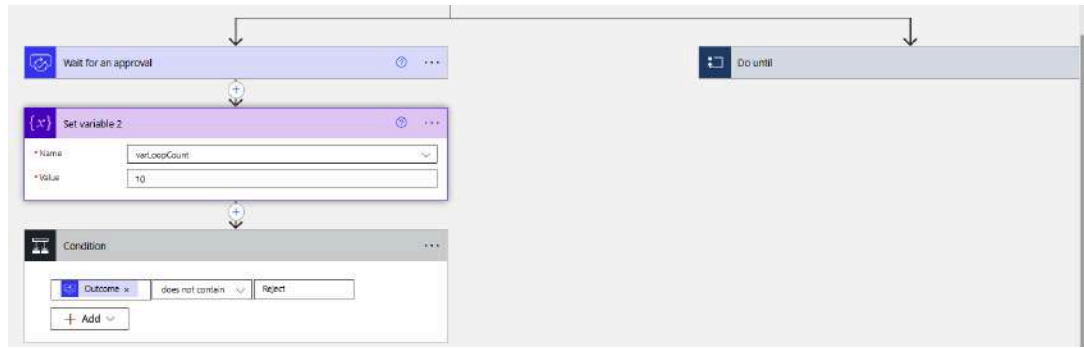 Wait for an approval
Do until
{x} Set variable 2
* Name varLoopCount
* Value 10
Condition
Outcome × does not contain Reject
+ Add